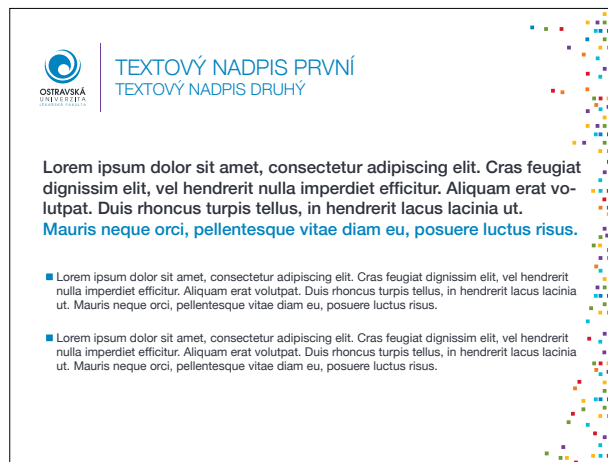 OSTRAVSKÁ
UNIVERZITA
LÉKAŘSKÁ FAKULTA
TEXTOVÝ NADPIS PRVNÍ
TEXTOVÝ NADPIS DRUHÝ
Lorem ipsum dolor sit amet, consectetur adipiscing elit. Cras feugiat
dignissim elit, vel hendrerit nulla imperdiet efficitur. Aliquam erat vo-
lutpat. Duis rhoncus turpis tellus, in hendrerit lacus lacinia ut.
Mauris neque orci, pellentesque vitae diam eu, posuere luctus risus.
Lorem ipsum dolor sit amet, consectetur adipiscing elit. Cras feugiat dignissim elit, vel hendrerit
nulla imperdiet efficitur. Aliquam erat volutpat. Duis rhoncus turpis tellus, in hendrerit lacus lacinia
ut. Mauris neque orci, pellentesque vitae diam eu, posuere luctus risus.
Lorem ipsum dolor sit amet, consectetur adipiscing elit. Cras feugiat dignissim elit, vel hendrerit
nulla imperdiet efficitur. Aliquam erat volutpat. Duis rhoncus turpis tellus, in hendrerit lacus lacinia
ut. Mauris neque orci, pellentesque vitae diam eu, posuere luctus risus.